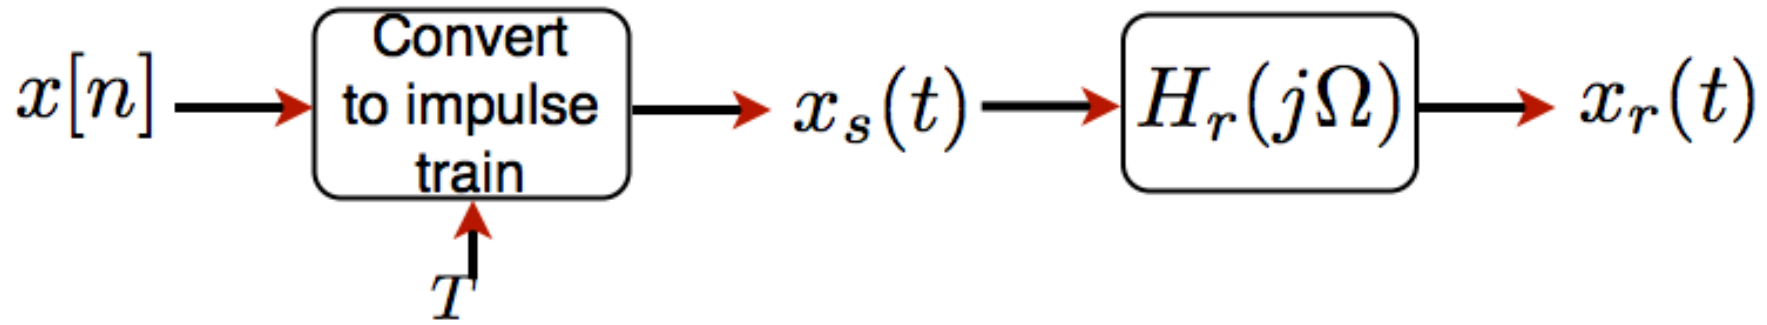 x[n]
Convert
to impulse
train
x_s(t)
H_r(jΩ)
x_r(t)
T